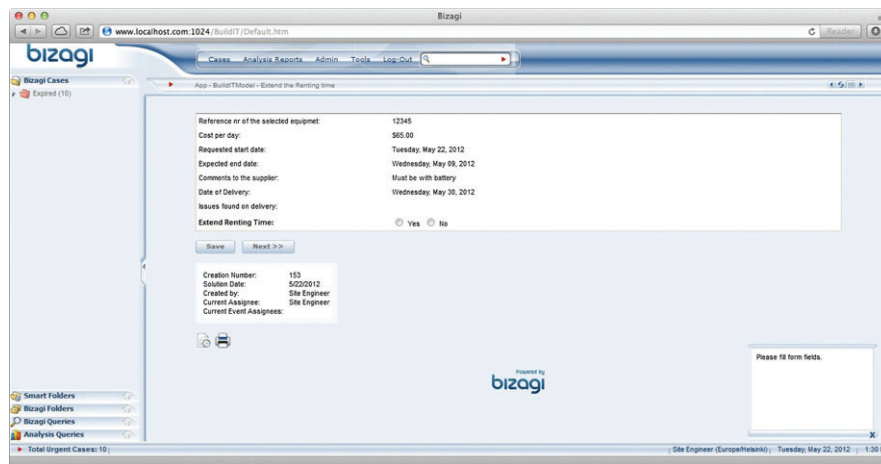 Bizagi
www.localhost.com:1024/BuildIT/Default.htm
Reader
bizagi
Cases Analysis Reports Admin Tools Log-Out
Bizagi Cases
Expired (10)
App - BuildITModel - Extend the Renting time
Reference nr of the selected equipmet: 12345
Cost per day: $65.00
Requested start date: Tuesday, May 22, 2012
Expected end date: Wednesday, May 09, 2012
Comments to the supplier: Must be with battery
Date of Delivery: Wednesday, May 30, 2012
Issues found on delivery:
Extend Renting Time: Yes No
Save Next >>
Creation Number: 153
Solution Date: 5/22/2012
Created by: Site Engineer
Current Assignee: Site Engineer
Current Event Assignees:
Please fill form fields.
Powered by
bizagi
Smart Folders
Bizagi Folders
Bizagi Queries
Analysis Queries
X
Total Urgent Cases: 10
Site Engineer (Europe/Helsinki) Tuesday, May 22, 2012 1:30